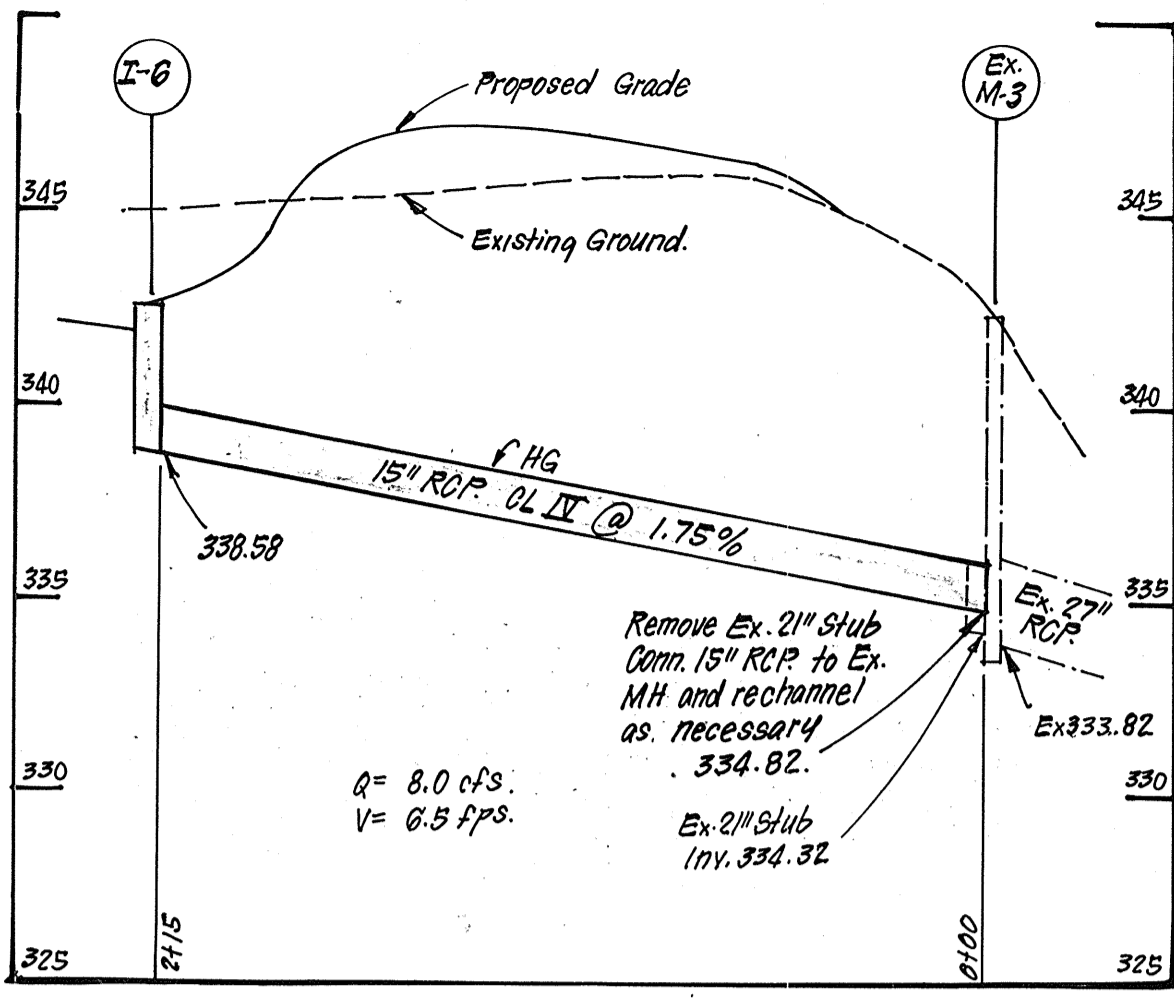 I-6
Ex.
M-3
Proposed Grade
345
345
Existing Ground.
340
340
HG
15" RCP. CL IV @ 1.75%
338.58
335
335
Ex. 27"
RCP.
Remove Ex. 21" Stub
Conn. 15" RCP. to Ex.
MH and rechannel
as. necessary
334.82.
Ex333.82
330
330
Q= 8.0 cfs.
V= 6.5 fps.
Ex. 21" Stub
Inv. 334.32
2+15
0+00
325
325